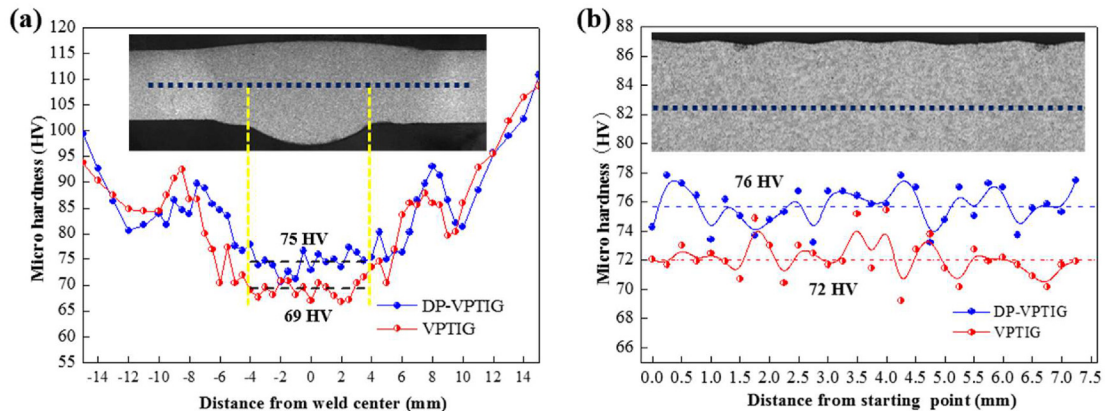 (a)
120
115
110
105
100
95
90
85
80
75
70
65
60
55
Micro hardness (HV)
75 HV
69 HV
DP-VPTIG
VPTIG
-14 -12 -10 -8 -6 -4 -2 0 2 4 6 8 10 12 14
Distance from weld center (mm)
(b)
88
86
84
82
80
78
76
74
72
70
68
66
Micro hardness (HV)
76 HV
72 HV
DP-VPTIG
VPTIG
0.0 0.5 1.0 1.5 2.0 2.5 3.0 3.5 4.0 4.5 5.0 5.5 6.0 6.5 7.0 7.5
Distance from starting point (mm)